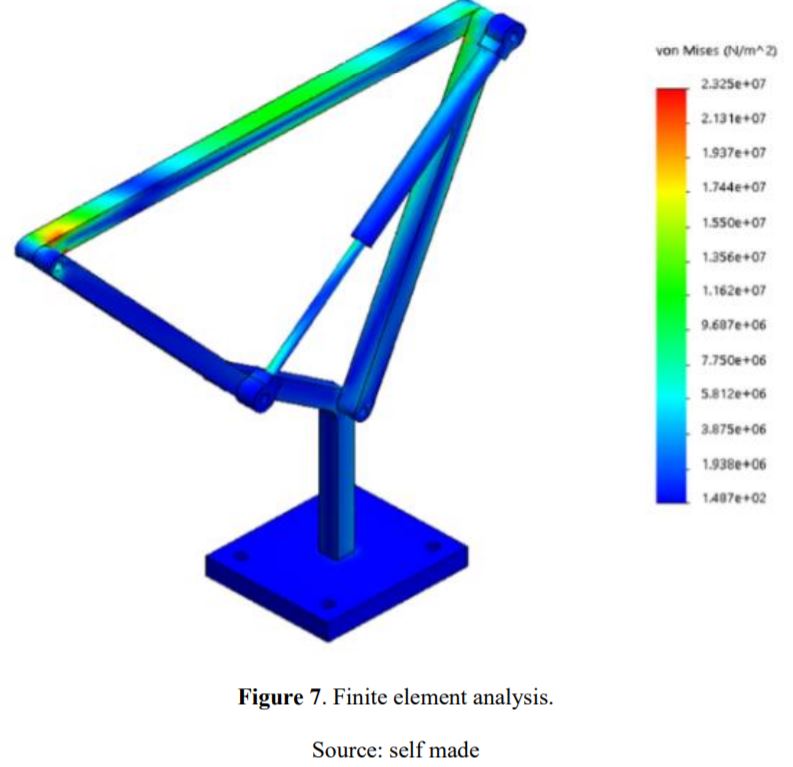 von Mises (N/m^2)
2.325e+07
2.131e+07
1.937e+07
1.744e+07
1.550e+07
1.356e+07
1.162e+07
9.687e+06
7.750e+06
5.812e+06
3.875e+06
1.938e+06
1.487e+02
Figure 7. Finite element analysis.
Source: self made